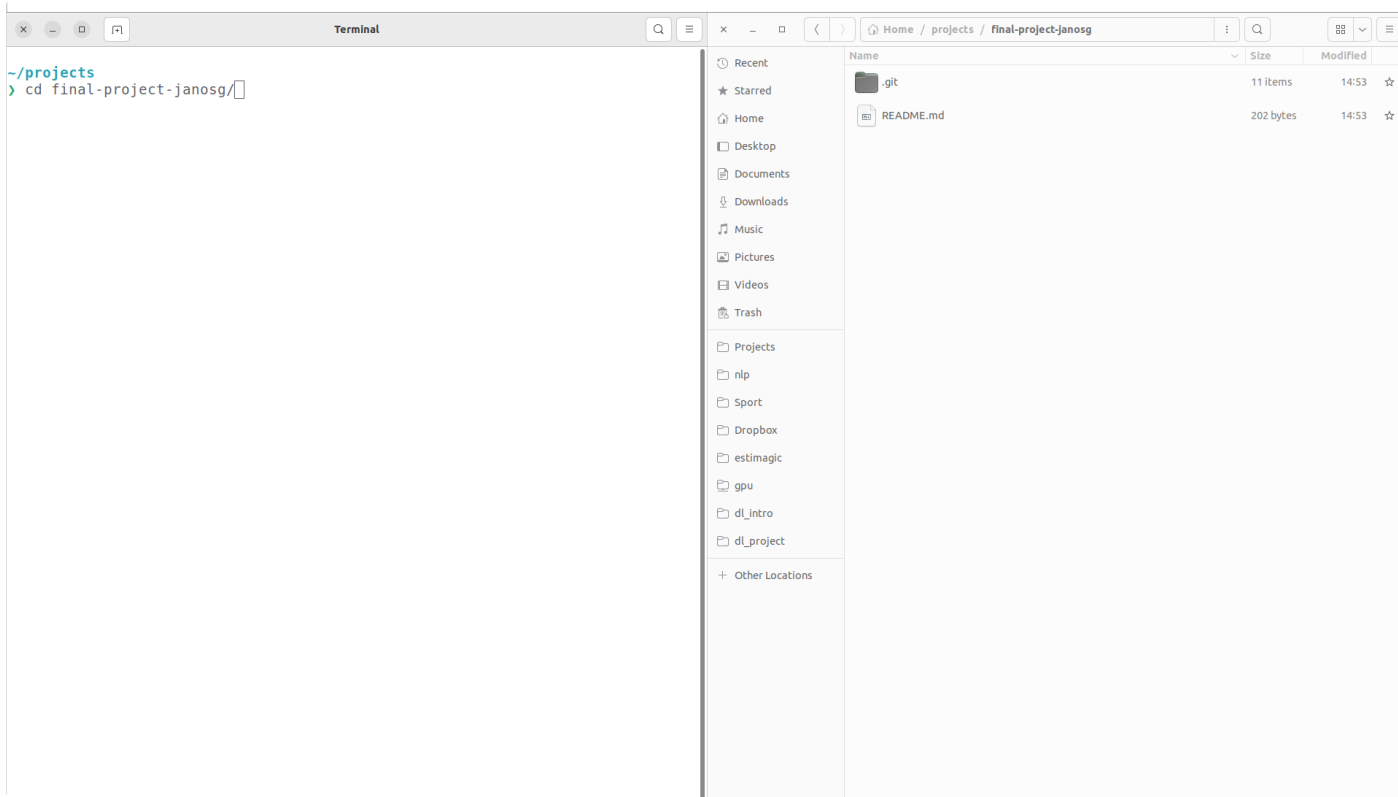 Terminal
~/projects
❯ cd final-project-janosg/
Home / projects / final-project-janosg
Recent
Starred
Home
Desktop
Documents
Downloads
Music
Pictures
Videos
Trash
Projects
nlp
Sport
Dropbox
estimagic
gpu
dl_intro
dl_project
+ Other Locations
Name Size Modified
.git 11 items 14:53
README.md 202 bytes 14:53